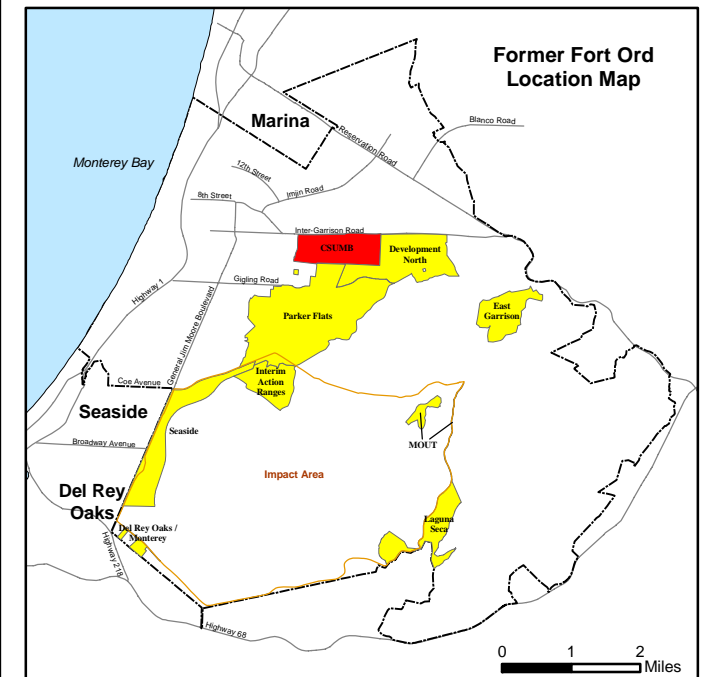 Former Fort Ord
Location Map
Marina
Blanco Road
Reservation Road
Monterey Bay
12th Street
Imjin Road
8th Street
Inter-Garrison Road
CSUMB
Development
North
Gigling Road
Highway 1
General Jim Moore Boulevard
Parker Flats
East
Garrison
Coe Avenue
Interim
Action
Ranges
Seaside
Seaside
Broadway Avenue
MOUT
Impact Area
Del Rey
Oaks
Laguna
Seca
Del Rey Oaks /
Monterey
Highway 218
Highway 68
0 1 2
Miles